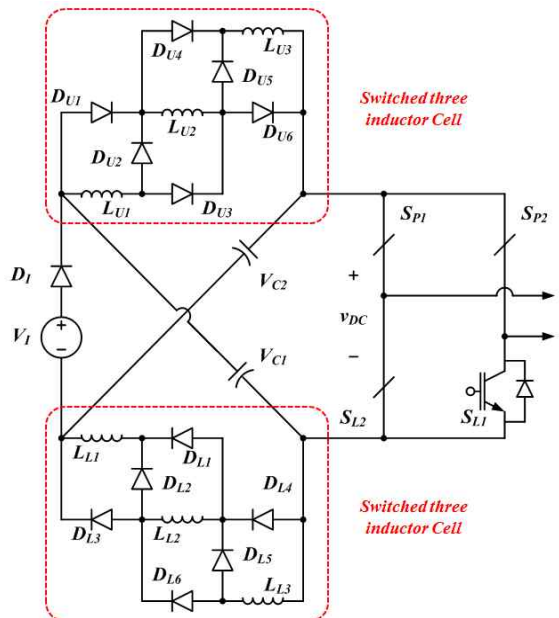 D_U4
L_U3
D_U5
D_U1
L_U2
D_U6
D_U2
L_U1
D_U3
Switched three
inductor Cell
S_P1
S_P2
D_I
V_C2
+
v_DC
V_I
+
−
V_C1
−
S_L2
S_L1
L_L1
D_L1
D_L2
D_L4
D_L3
L_L2
D_L5
D_L6
L_L3
Switched three
inductor Cell